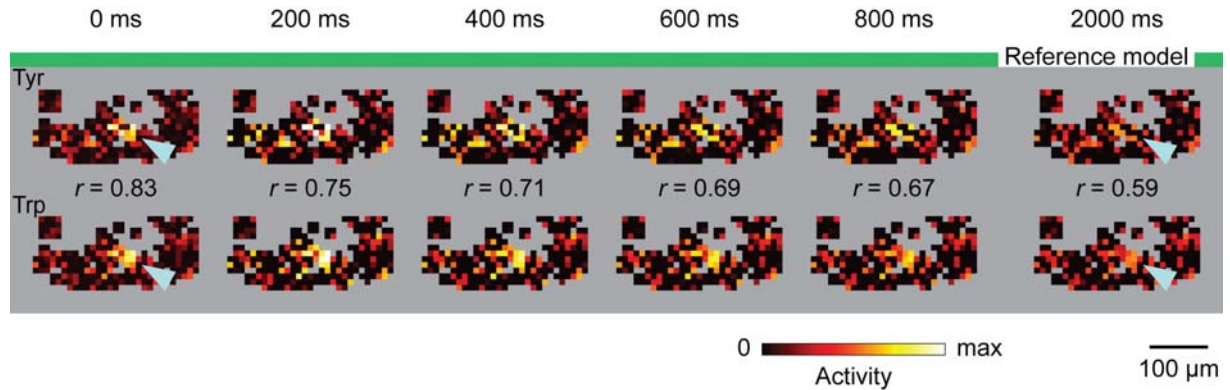 0 ms 200 ms 400 ms 600 ms 800 ms 2000 ms
Reference model
Tyr
r = 0.83 r = 0.75 r = 0.71 r = 0.69 r = 0.67 r = 0.59
Trp
0 max
Activity
100 µm